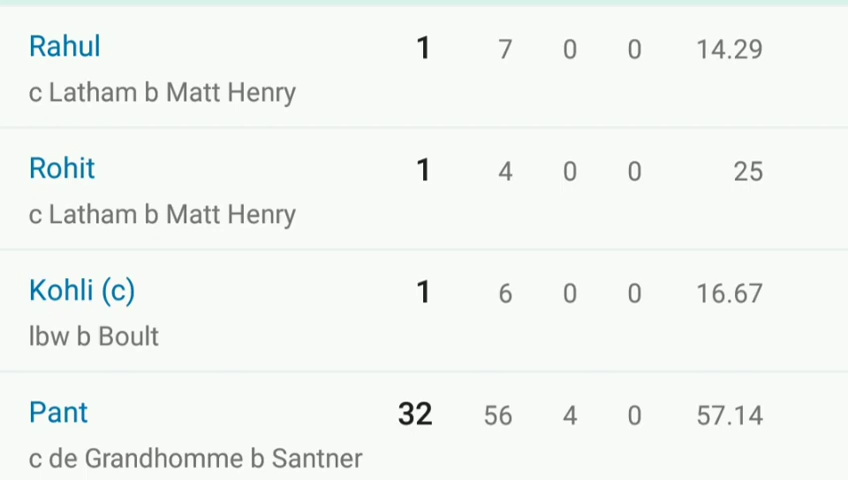 Rahul 1 7 0 0 14.29
c Latham b Matt Henry
Rohit 1 4 0 0 25
c Latham b Matt Henry
Kohli (c) 1 6 0 0 16.67
lbw b Boult
Pant 32 56 4 0 57.14
c de Grandhomme b Santner